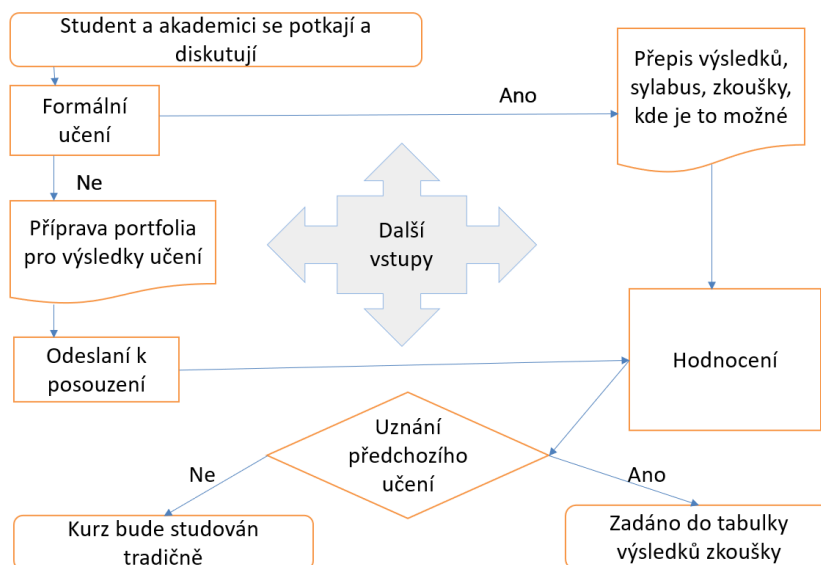 Student a akademici se potkají a
diskutují
Formální
učení
Ano
Přepis výsledků,
sylabus, zkoušky,
kde je to možné
Ne
Příprava portfolia
pro výsledky učení
Další
vstupy
Odeslaní k
posouzení
Hodnocení
Uznání
předchozího
učení
Ne
Ano
Kurz bude studován
tradičně
Zadáno do tabulky
výsledků zkoušky